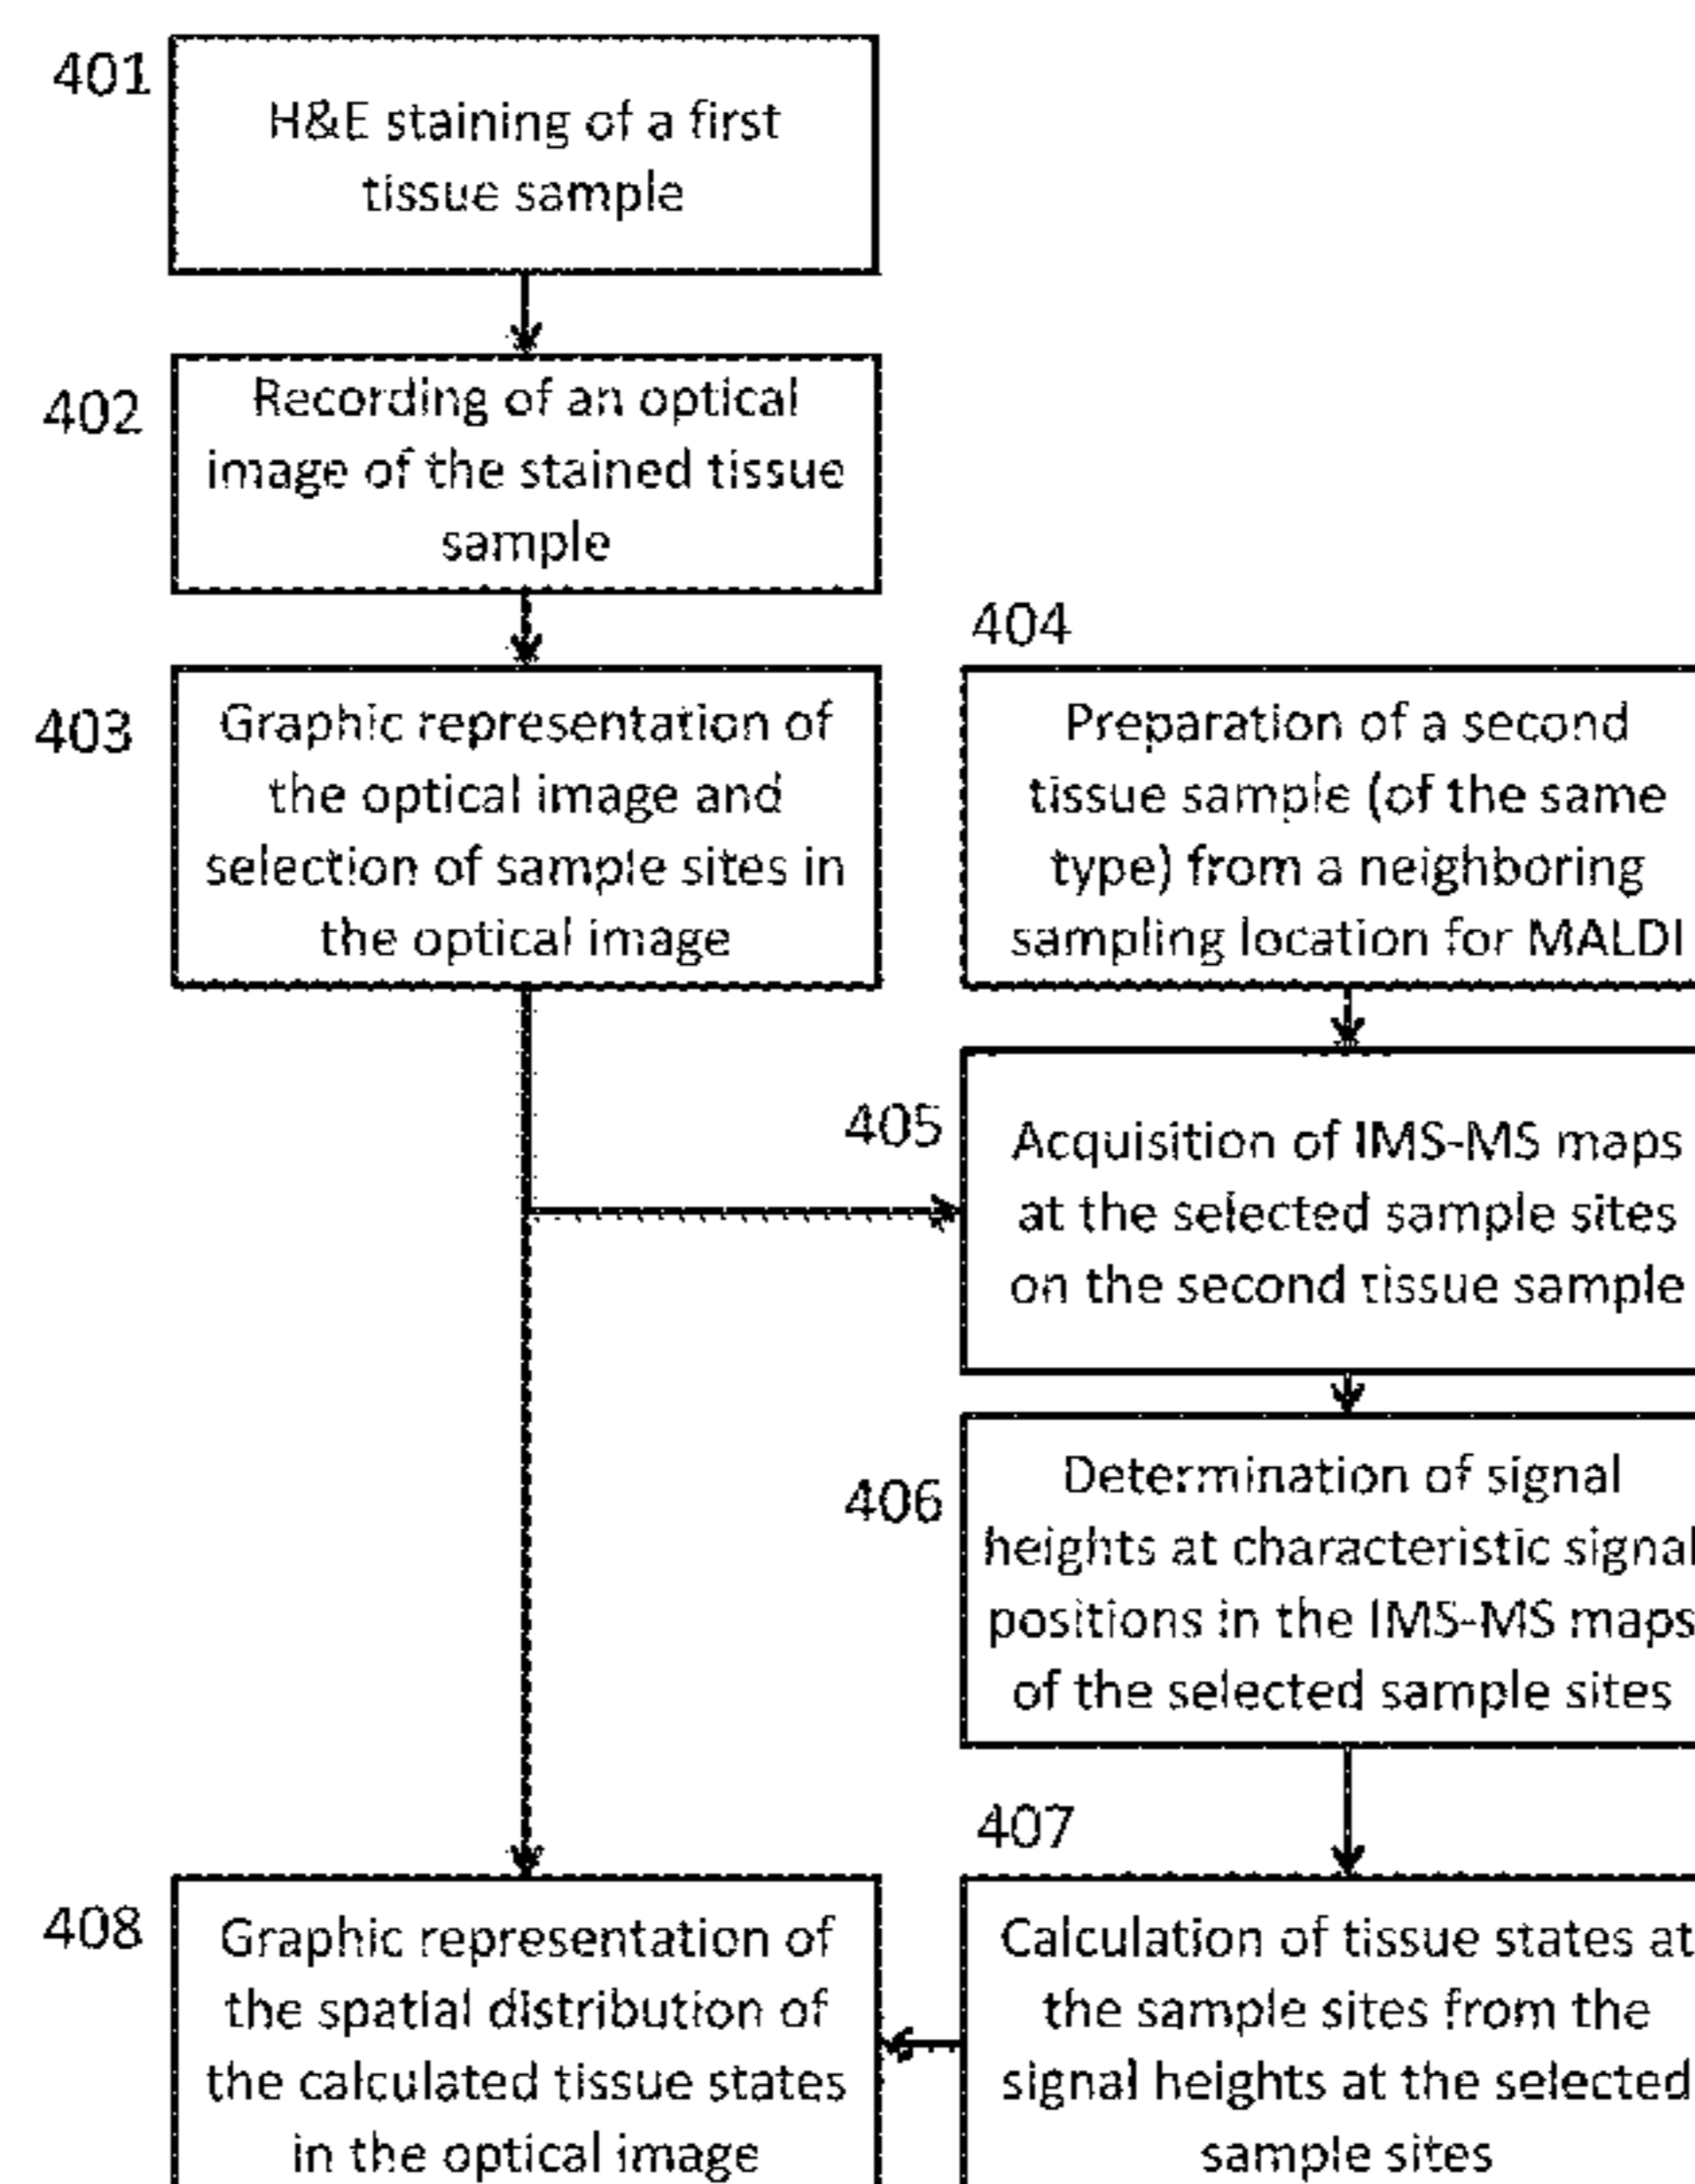 401
H&E staining of a first
tissue sample
402
Recording of an optical
image of the stained tissue
sample
403
Graphic representation of
the optical image and
selection of sample sites in
the optical image
404
Preparation of a second
tissue sample (of the same
type) from a neighboring
sampling location for MALDI
405
Acquisition of IMS-MS maps
at the selected sample sites
on the second tissue sample
406
Determination of signal
heights at characteristic signal
positions in the IMS-MS maps
of the selected sample sites
407
Calculation of tissue states at
the sample sites from the
signal heights at the selected
sample sites
408
Graphic representation of
the spatial distribution of
the calculated tissue states
in the optical image